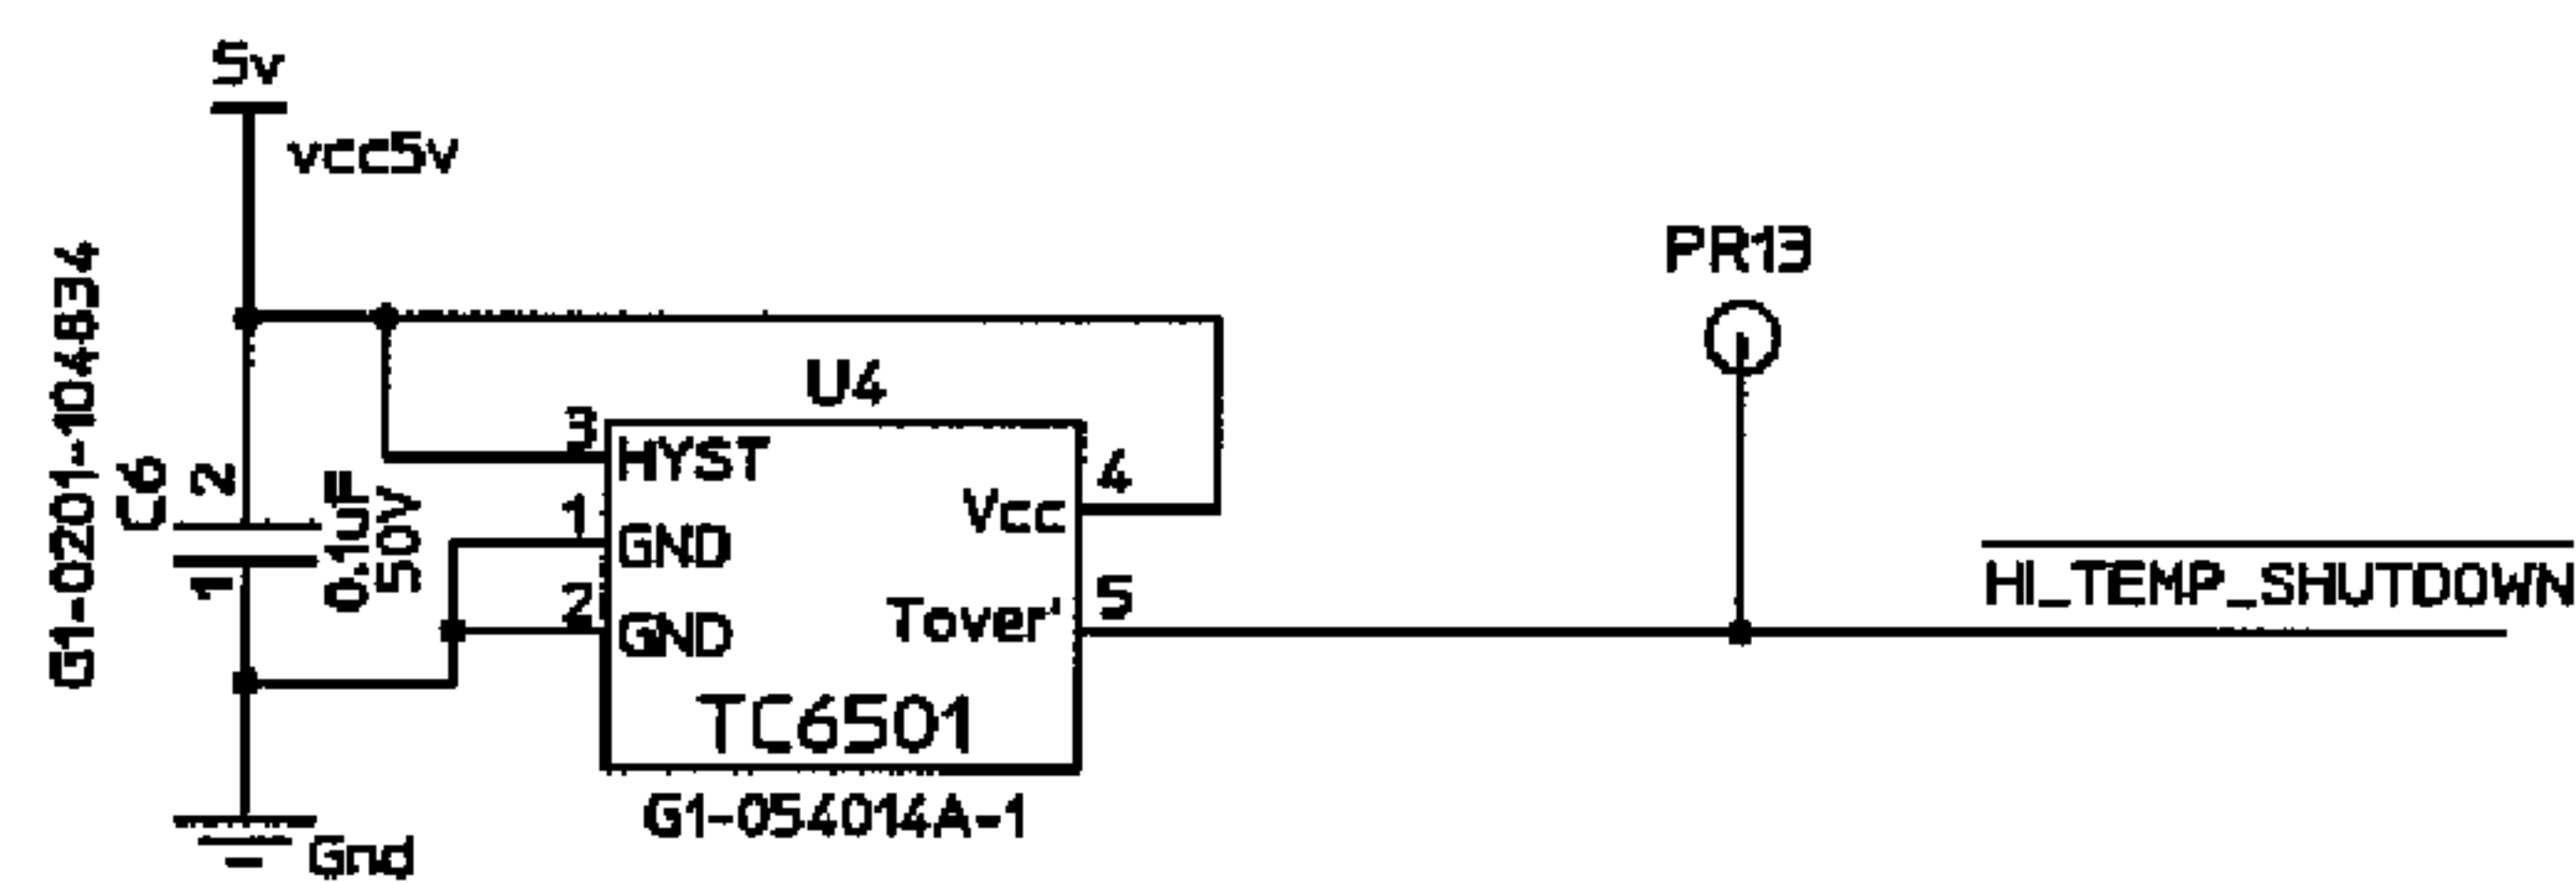 5v
vcc5v
G1-0201-104834
C6
2
1
0.1uF
50V
U4
3
HYST
1
GND
2
GND
4
Vcc
5
Tover'
TC6501
G1-054014A-1
Gnd
PR13
HI_TEMP_SHUTDOWN